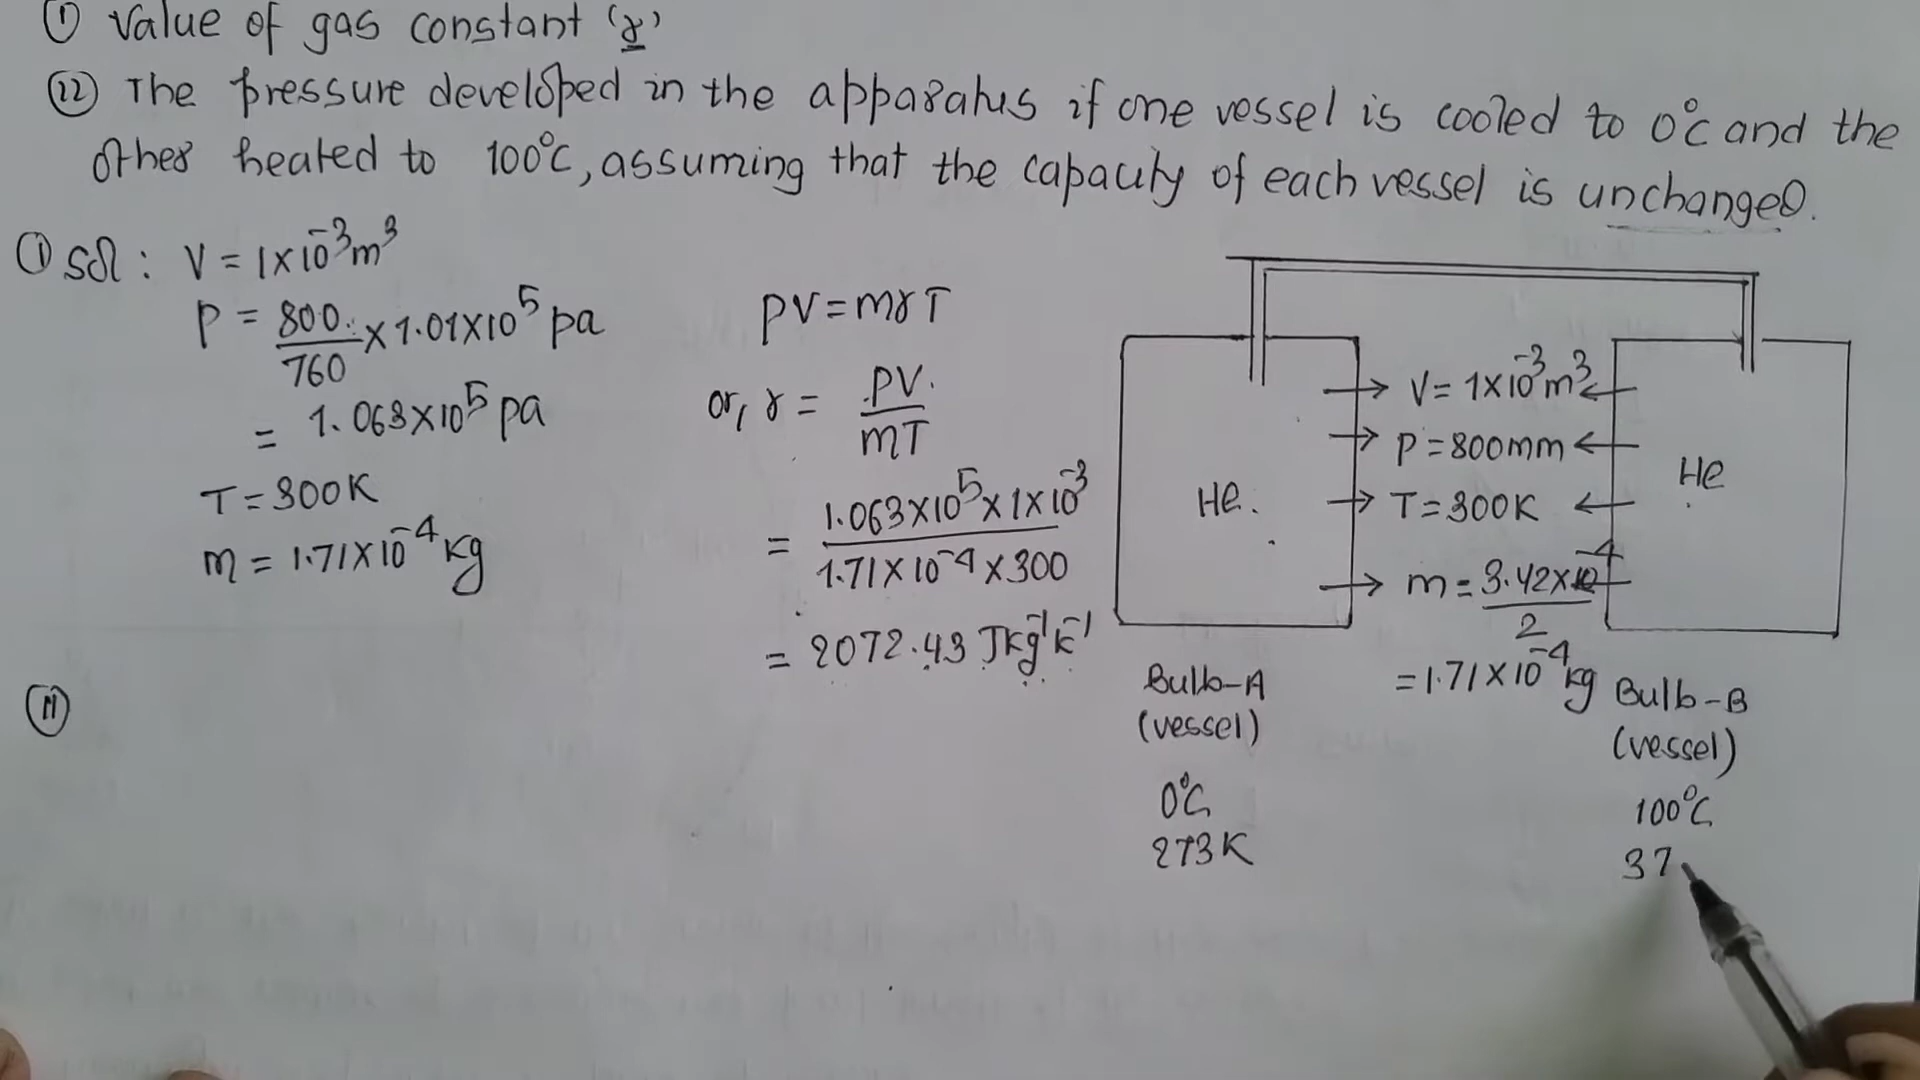 ① Value of gas constant 'r'
②② The pressure developed in the apparatus if one vessel is cooled to 0°C and the
other heated to 100°C, assuming that the capacity of each vessel is unchanged.
① Sol: V = 1×10⁻³m³
P = 800/760 × 1.01×10⁵ pa
= 1.063×10⁵ pa
T = 300K
m = 1.71×10⁻⁴ kg
PV = mrT
or, r = PV/mT
= 1.063×10⁵×1×10⁻³/1.71×10⁻⁴×300
= 2072.43 Jkg⁻¹K⁻¹
He.
V = 1×10⁻³m³
P = 800mm
T = 300K
m = 3.42×10⁻⁴/2
= 1.71×10⁻⁴ kg
He
Bulb-A
(vessel)
0°C
273K
Bulb-B
(vessel)
100°C
37
⑪